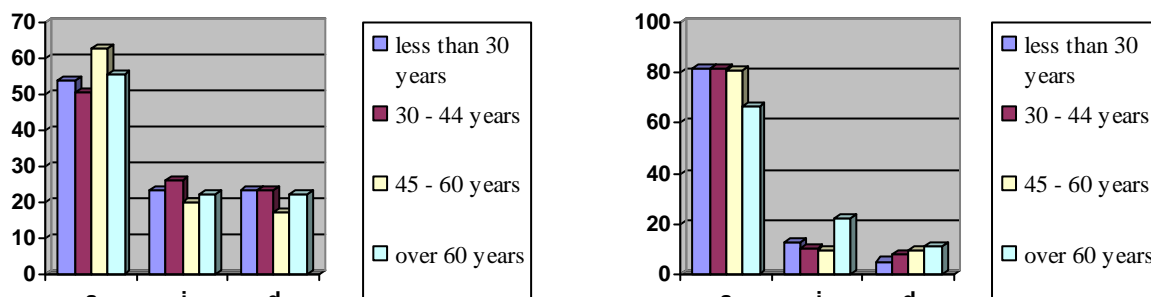 70
60
50
40
30
20
10
0
less than 30
years
30 - 44 years
45 - 60 years
over 60 years
100
80
60
40
20
0
less than 30
years
30 - 44 years
45 - 60 years
over 60 years